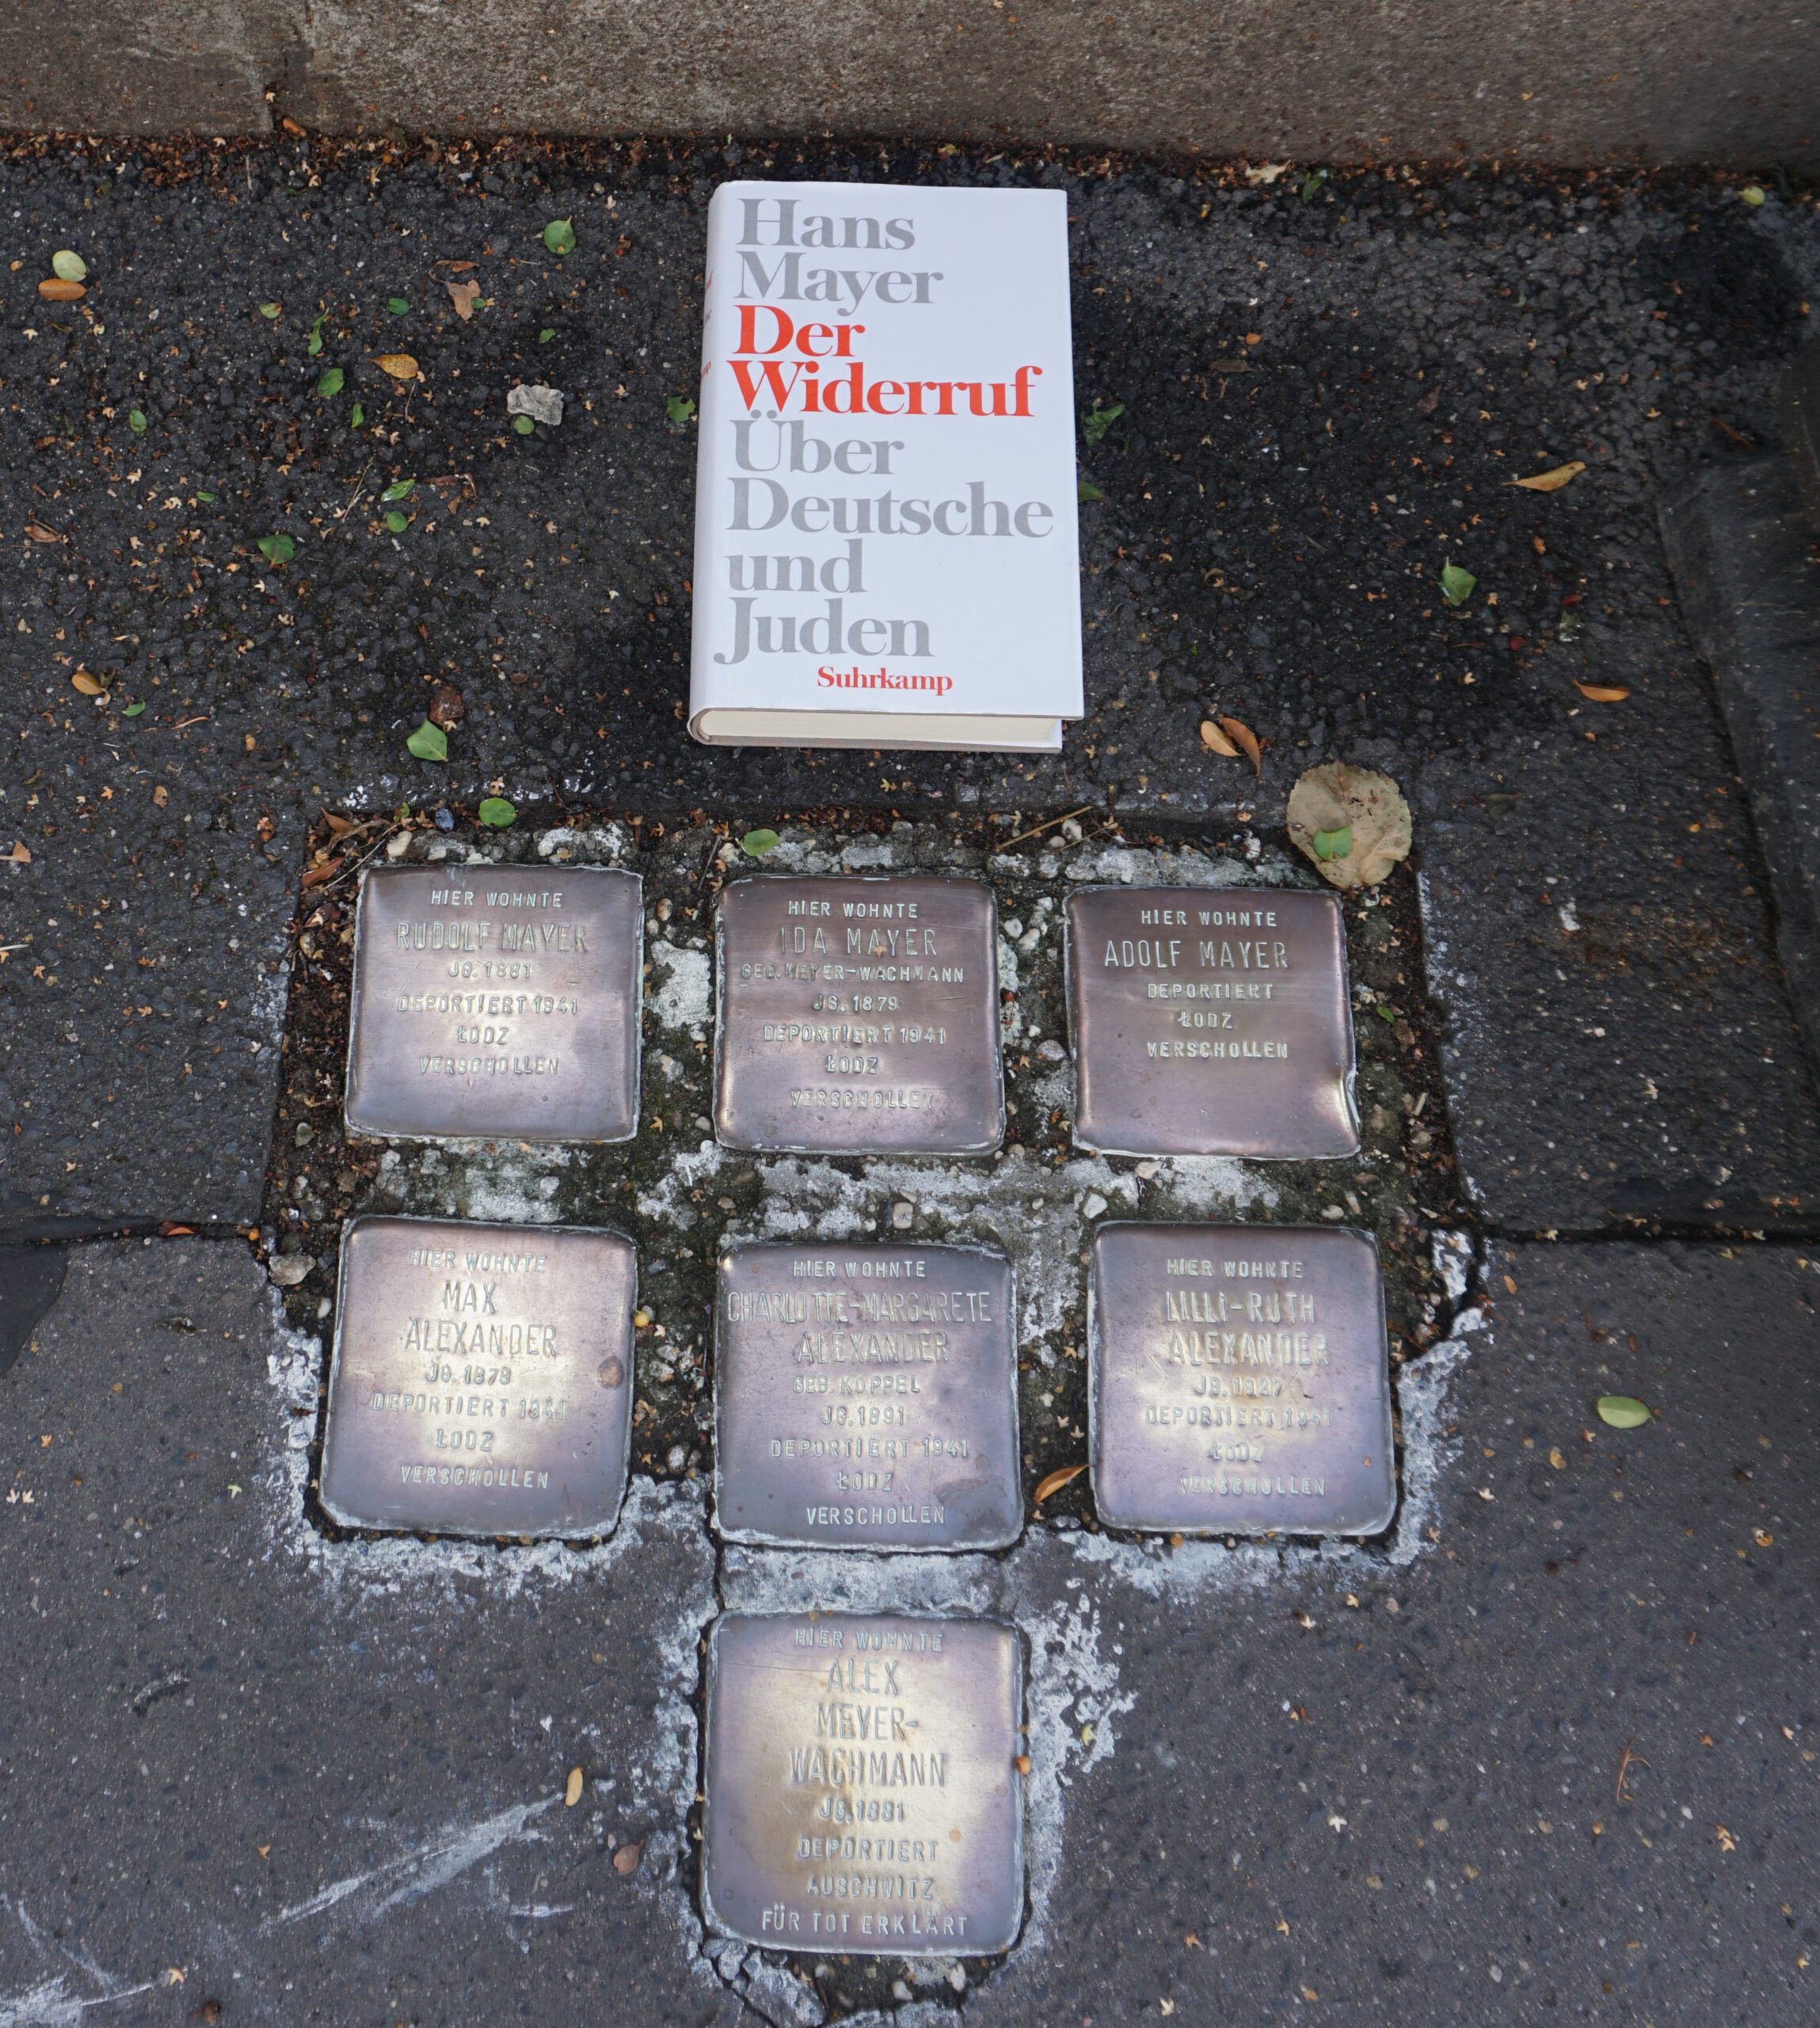 Hans
Mayer
Der
Widerruf
Über
Deutsche
und
Juden
Suhrkamp
HIER WOHNTE
RUDOLF MAYER
JG. 1881
DEPORTIERT 1941
ŁODZ
VERSCHOLLEN
HIER WOHNTE
IDA MAYER
GEB. MEYER-WACHMANN
JG. 1879
DEPORTIERT 1941
ŁODZ
VERSCHOLLEN
HIER WOHNTE
ADOLF MAYER
DEPORTIERT
ŁODZ
VERSCHOLLEN
HIER WOHNTE
MAX
ALEXANDER
JG. 1879
DEPORTIERT 1941
ŁODZ
VERSCHOLLEN
HIER WOHNTE
CHARLOTTE-MARGARETE
ALEXANDER
GEB. KOPPEL
JG. 1891
DEPORTIERT 1941
ŁODZ
VERSCHOLLEN
HIER WOHNTE
LILLI-RUTH
ALEXANDER
JG. 1927
DEPORTIERT 1941
ŁODZ
VERSCHOLLEN
HIER WOHNTE
ALEX
MEYER-
WACHMANN
JG. 1881
DEPORTIERT
AUSCHWITZ
FÜR TOT ERKLÄRT